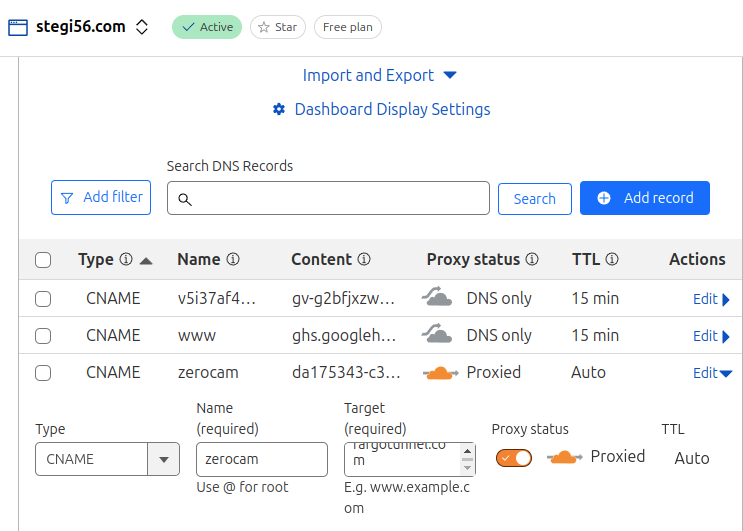 stegi56.com Active Star Free plan
Import and Export
Dashboard Display Settings
Search DNS Records
Add filter Search Add record
Type Name Content Proxy status TTL Actions
CNAME v5i37af4... gv-g2bfjxzw... DNS only 15 min Edit
CNAME www ghs.googleh... DNS only 15 min Edit
CNAME zerocam da175343-c3... Proxied Auto Edit
Type Name (required) Target (required) Proxy status TTL
CNAME zerocam m Proxied Auto
Use @ for root E.g. www.example.com